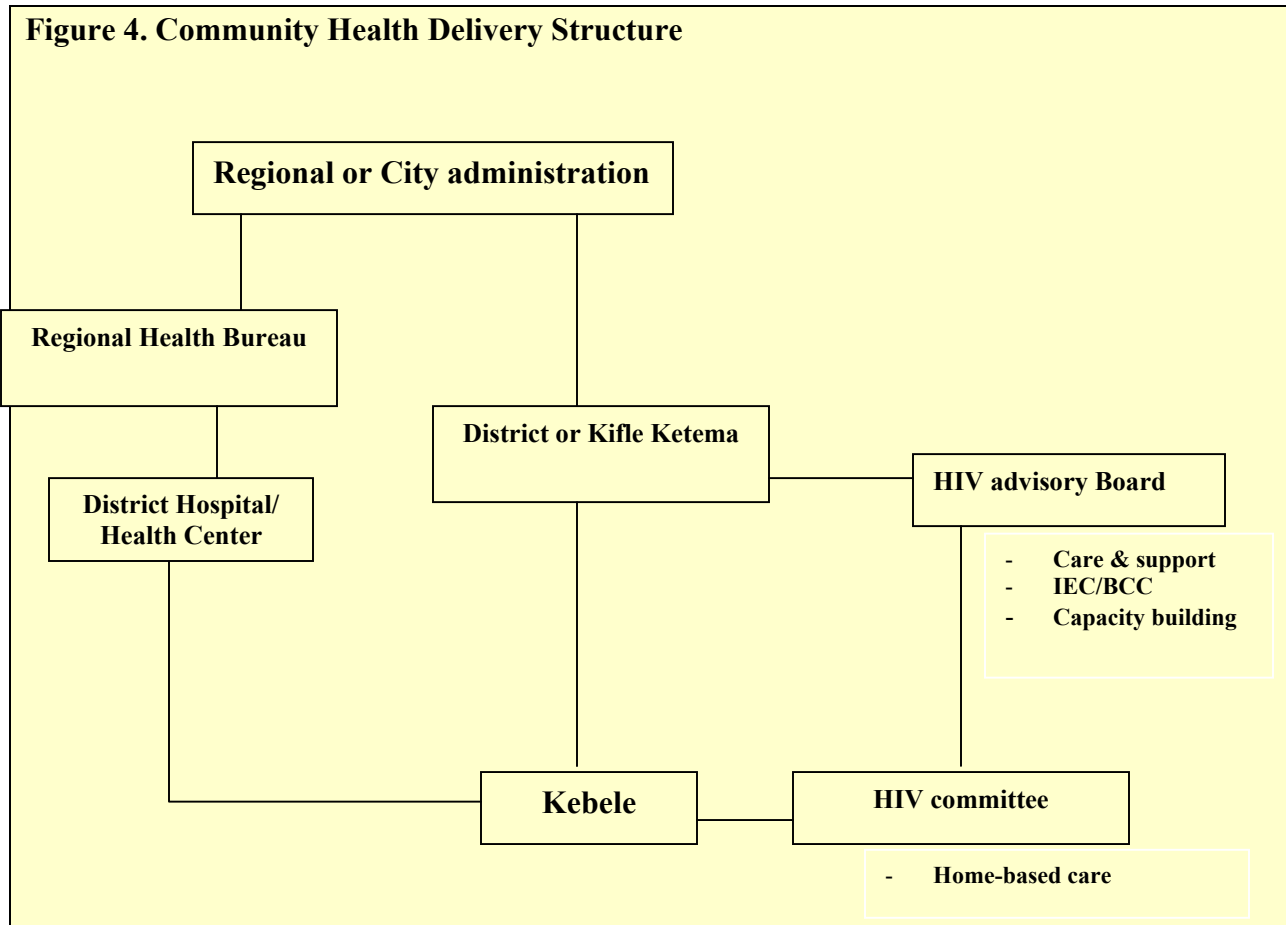 Figure 4. Community Health Delivery Structure
Regional or City administration
Regional Health Bureau
District or Kifle Ketema
HIV advisory Board
District Hospital/
Health Center
- Care & support
- IEC/BCC
- Capacity building
Kebele
HIV committee
- Home-based care